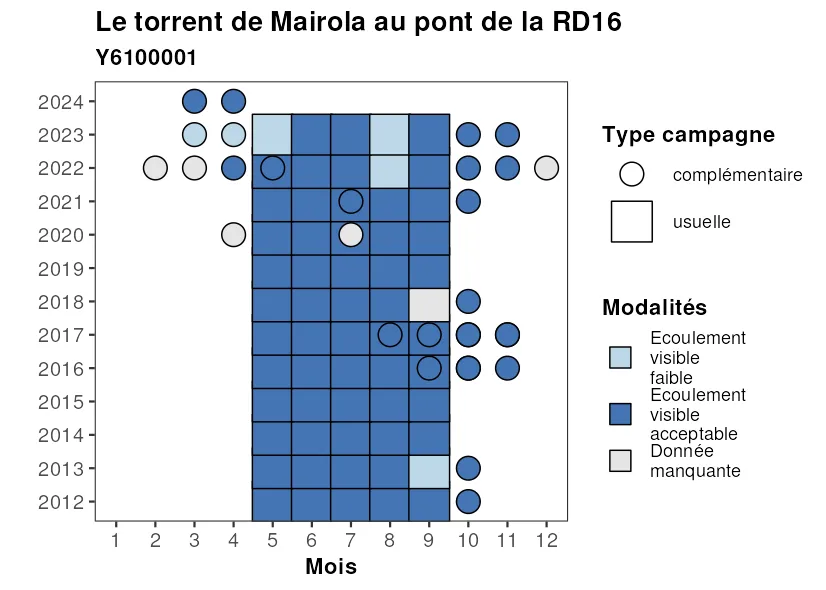 Le torrent de Mairola au pont de la RD16
Y6100001
2024
2023
2022
2021
2020
2019
2018
2017
2016
2015
2014
2013
2012
1 2 3 4 5 6 7 8 9 10 11 12
Mois
Type campagne
complémentaire
usuelle
Modalités
Ecoulement
visible
faible
Ecoulement
visible
acceptable
Donnée
manquante